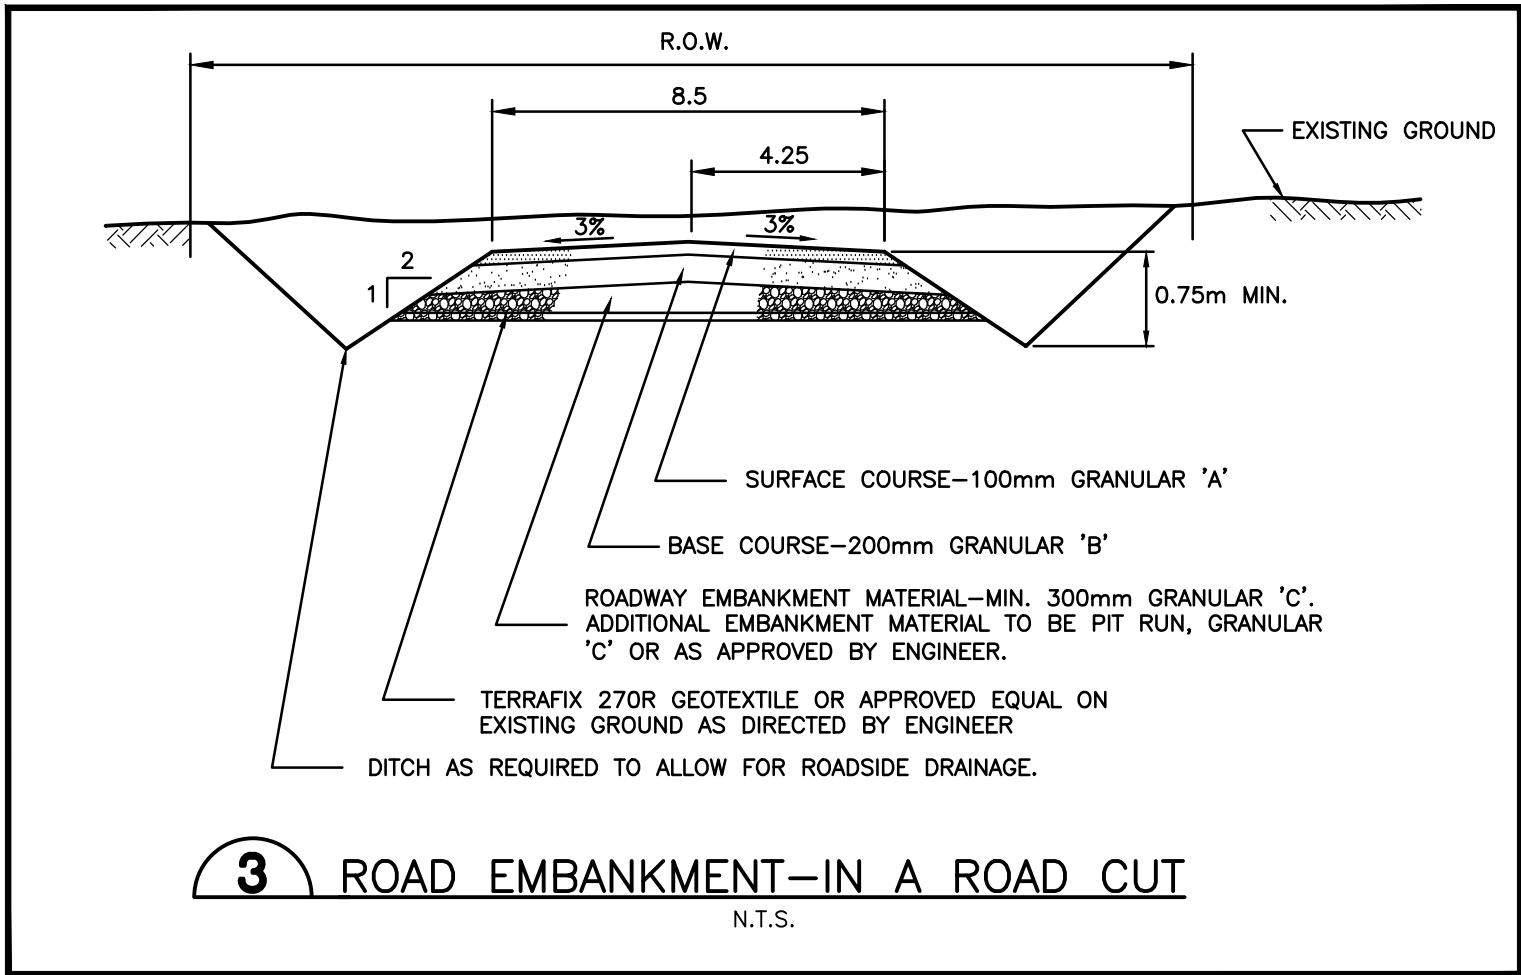 R.O.W.
8.5
4.25
EXISTING GROUND
3%
3%
2
1
0.75m MIN.
SURFACE COURSE-100mm GRANULAR 'A'
BASE COURSE-200mm GRANULAR 'B'
ROADWAY EMBANKMENT MATERIAL-MIN. 300mm GRANULAR 'C'.
ADDITIONAL EMBANKMENT MATERIAL TO BE PIT RUN, GRANULAR
'C' OR AS APPROVED BY ENGINEER.
TERRAFIX 270R GEOTEXTILE OR APPROVED EQUAL ON
EXISTING GROUND AS DIRECTED BY ENGINEER
DITCH AS REQUIRED TO ALLOW FOR ROADSIDE DRAINAGE.
3 ROAD EMBANKMENT-IN A ROAD CUT
N.T.S.